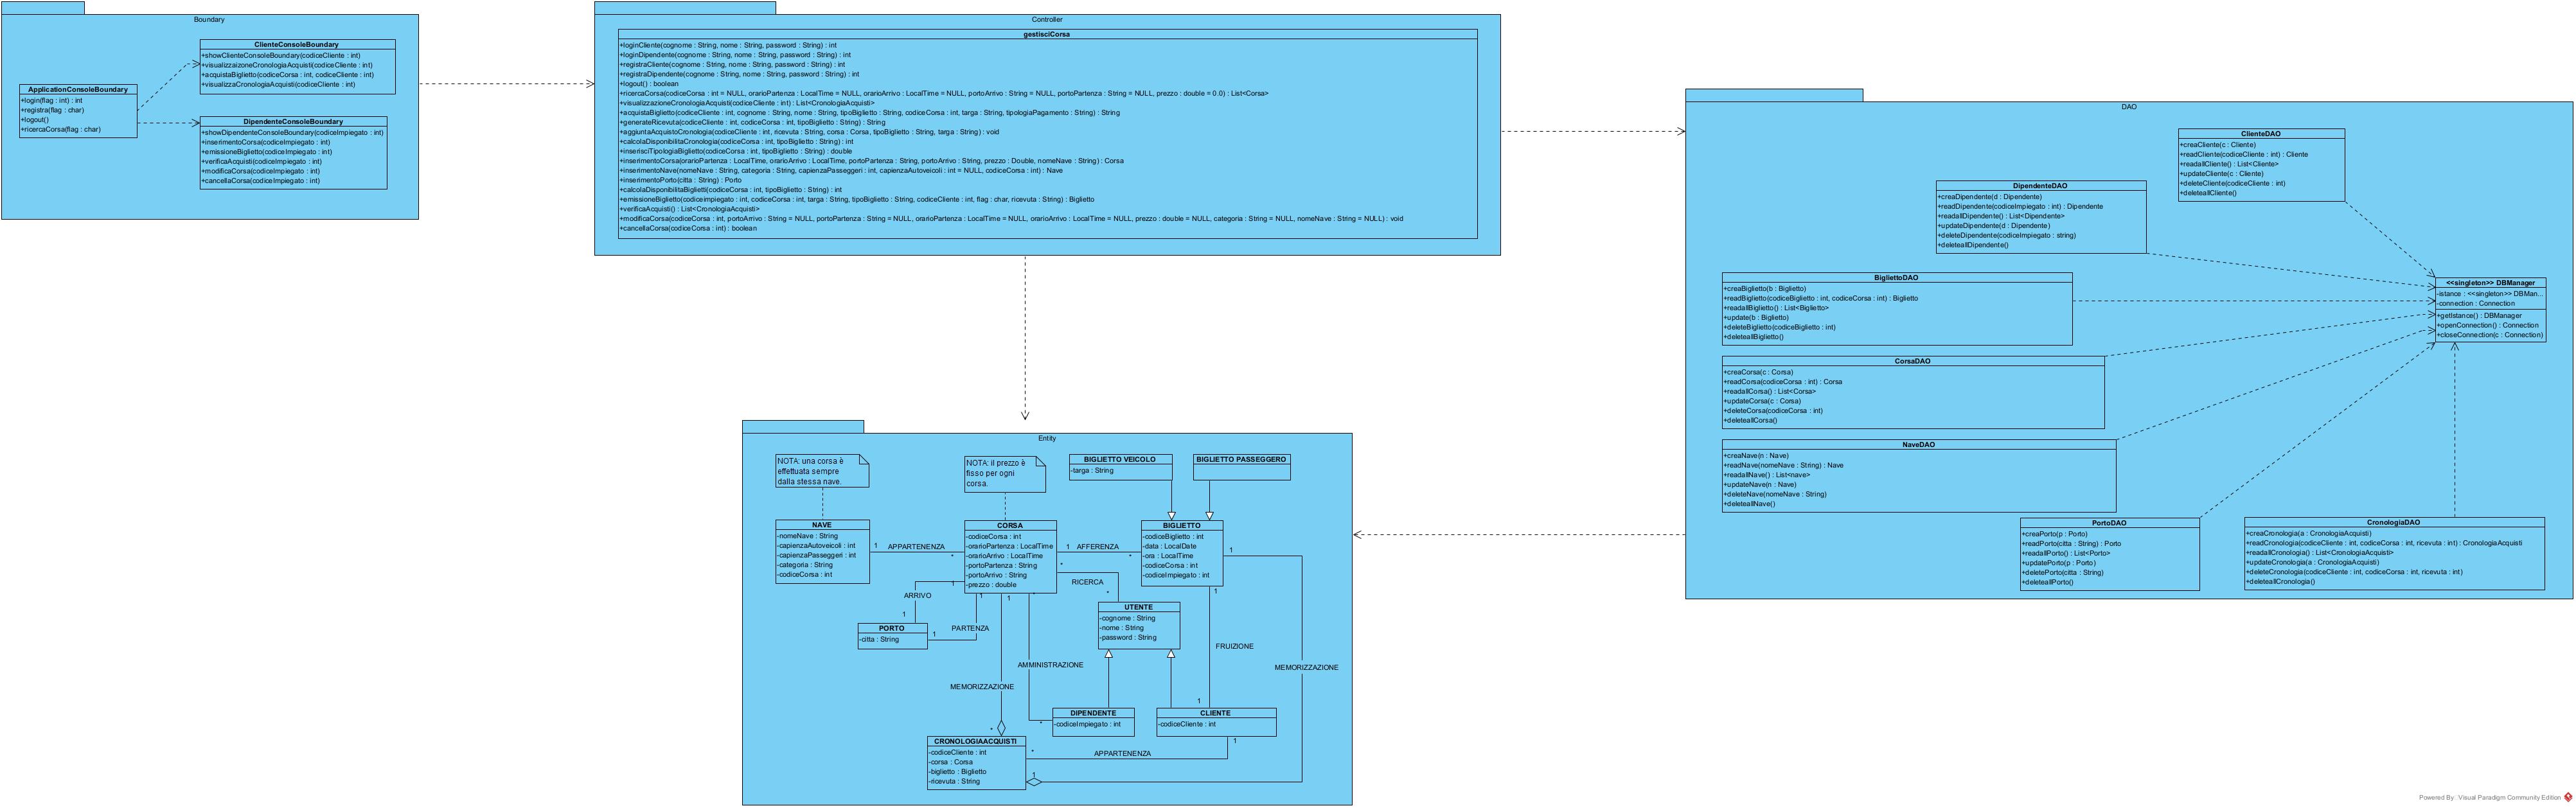 Boundary
ApplicationConsoleBoundary
+login(flag : int) : int
+registra(flag : char)
+logout()
+ricercaCorsa(flag : char)
ClienteConsoleBoundary
+showClienteConsoleBoundary(codiceCliente : int)
+visualizzaizoneCronologiaAcquisti(codiceCliente : int)
+acquistaBiglietto(codiceCorsa : int, codiceCliente : int)
+visualizzaCronologiaAcquisti(codiceCliente : int)
DipendenteConsoleBoundary
+showDipendenteConsoleBoundary(codiceImpiegato : int)
+inserimentoCorsa(codiceImpiegato : int)
+emissioneBiglietto(codiceImpiegato : int)
+verificaAcquisti(codiceImpiegato : int)
+modificaCorsa(codiceImpiegato : int)
+cancellaCorsa(codiceImpiegato : int)
Controller
gestisciCorsa
+loginCliente(cognome : String, nome : String, password : String) : int
+loginDipendente(cognome : String, nome : String, password : String) : int
+registraCliente(cognome : String, nome : String, password : String) : int
+registraDipendente(cognome : String, nome : String, password : String) : int
+logout() : boolean
+ricercaCorsa(codiceCorsa : int = NULL, orarioPartenza : LocalTime = NULL, orarioArrivo : LocalTime = NULL, portoArrivo : String = NULL, portoPartenza : String = NULL, prezzo : double = 0.0) : List<Corsa>
+visualizzazioneCronologiaAcquisti(codiceCliente : int) : List<CronologiaAcquisti>
+acquistaBiglietto(codiceCliente : int, cognome : String, nome : String, tipoBiglietto : String, codiceCorsa : int, targa : String, tipologiaPagamento : String) : String
+generateRicevuta(codiceCliente : int, codiceCorsa : int, tipoBiglietto : String) : String
+aggiuntaAcquistoCronologia(codiceCliente : int, ricevuta : String, corsa : Corsa, tipoBiglietto : String, targa : String) : void
+calcolaDisponibilitaCronologia(codiceCorsa : int, tipoBiglietto : String) : int
+inserisciTipologiaBiglietto(codiceCorsa : int, tipoBiglietto : String) : double
+inserimentoCorsa(orarioPartenza : LocalTime, orarioArrivo : LocalTime, portoPartenza : String, portoArrivo : String, prezzo : Double, nomeNave : String) : Corsa
+inserimentoNave(nomeNave : String, categoria : String, capienzaPasseggeri : int, capienzaAutoveicoli : int = NULL, codiceCorsa : int) : Nave
+inserimentoPorto(citta : String) : Porto
+calcolaDisponibilitaBiglietti(codiceCorsa : int, tipoBiglietto : String) : int
+emissioneBiglietto(codiceimpiegato : int, codiceCorsa : int, targa : String, tipoBiglietto : String, codiceCliente : int, flag : char, ricevuta : String) : Biglietto
+verificaAcquisti() : List<CronologiaAcquisti>
+modificaCorsa(codiceCorsa : int, portoArrivo : String = NULL, portoPartenza : String = NULL, orarioPartenza : LocalTime = NULL, orarioArrivo : LocalTime = NULL, prezzo : double = NULL, categoria : String = NULL, nomeNave : String = NULL) : void
+cancellaCorsa(codiceCorsa : int) : boolean
DAO
ClienteDAO
+creaCliente(c : Cliente)
+readCliente(codiceCliente : int) : Cliente
+readallCliente() : List<Cliente>
+updateCliente(c : Cliente)
+deleteCliente(codiceCliente : int)
+deleteallCliente()
DipendenteDAO
+creaDipendente(d : Dipendente)
+readDipendente(codiceImpiegato : int) : Dipendente
+readallDipendente() : List<Dipendente>
+updateDipendente(d : Dipendente)
+deleteDipendente(codiceImpiegato : string)
+deleteallDipendente()
BigliettoDAO
+creaBiglietto(b : Biglietto)
+readBiglietto(codiceBiglietto : int, codiceCorsa : int) : Biglietto
+readallBiglietto() : List<Biglietto>
+update(b : Biglietto)
+deleteBiglietto(codiceBiglietto : int)
+deleteallBiglietto()
<<singleton>> DBManager
-istance : <<singleton>> DBMan...
-connection : Connection
+getIstance() : DBManager
+openConnection() : Connection
+closeConnection(c : Connection)
CorsaDAO
+creaCorsa(c : Corsa)
+readCorsa(codiceCorsa : int) : Corsa
+readallCorsa() : List<Corsa>
+updateCorsa(c : Corsa)
+deleteCorsa(codiceCorsa : int)
+deleteallCorsa()
NaveDAO
+creaNave(n : Nave)
+readNave(nomeNave : String) : Nave
+readallNave() : List<nave>
+updateNave(n : Nave)
+deleteNave(nomeNave : String)
+deleteallNave()
PortoDAO
+creaPorto(p : Porto)
+readPorto(citta : String) : Porto
+readallPorto() : List<Porto>
+updatePorto(p : Porto)
+deletePorto(citta : String)
+deleteallPorto()
CronologiaDAO
+creaCronologia(a : CronologiaAcquisti)
+readCronologia(codiceCliente : int, codiceCorsa : int, ricevuta : int) : CronologiaAcquisti
+readallCronologia() : List<CronologiaAcquisti>
+updateCronologia(a : CronologiaAcquisti)
+deleteCronologia(codiceCliente : int, codiceCorsa : int, ricevuta : int)
+deleteallCronologia()
Entity
NOTA: una corsa è
effettuata sempre
dalla stessa nave.
NOTA: il prezzo è
fisso per ogni
corsa.
BIGLIETTO VEICOLO
-targa : String
BIGLIETTO PASSEGGERO
NAVE
-nomeNave : String
-capienzaAutoveicoli : int
-capienzaPasseggeri : int
-categoria : String
-codiceCorsa : int
1
APPARTENENZA
*
CORSA
-codiceCorsa : int
-orarioPartenza : LocalTime
-orarioArrivo : LocalTime
-portoPartenza : String
-portoArrivo : String
-prezzo : double
1
AFFERENZA
*
BIGLIETTO
-codiceBiglietto : int
-data : LocalDate
-ora : LocalTime
-codiceCorsa : int
-codiceImpiegato : int
1
*
RICERCA
*
1
ARRIVO
1
1
PARTENZA
1
PORTO
-citta : String
UTENTE
-cognome : String
-nome : String
-password : String
1
FRUIZIONE
1
MEMORIZZAZIONE
*
AMMINISTRAZIONE
*
1
MEMORIZZAZIONE
*
DIPENDENTE
-codiceImpiegato : int
CLIENTE
-codiceCliente : int
CRONOLOGIAACQUISTI
-codiceCliente : int
-corsa : Corsa
-biglietto : Biglietto
-ricevuta : String
*
APPARTENENZA
1
1
Powered By: Visual Paradigm Community Edition